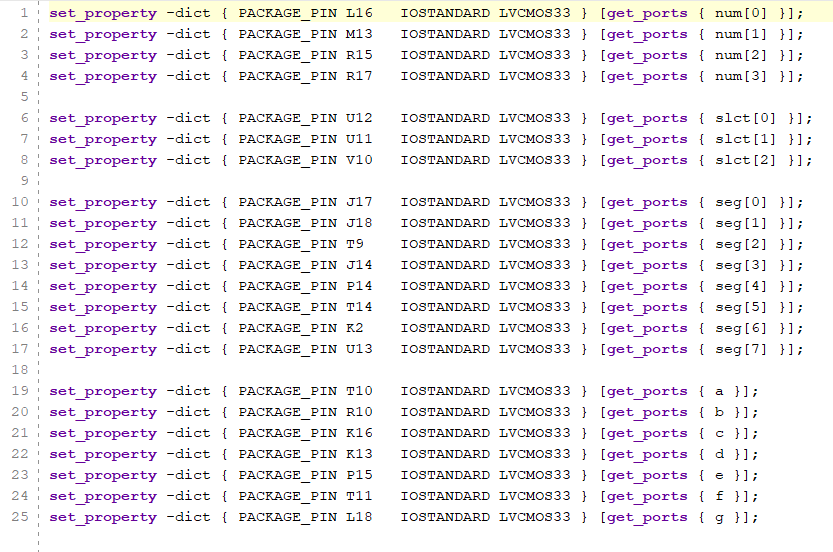 1 set_property -dict { PACKAGE_PIN L16   IOSTANDARD LVCMOS33 } [get_ports { num[0] }];
2 set_property -dict { PACKAGE_PIN M13   IOSTANDARD LVCMOS33 } [get_ports { num[1] }];
3 set_property -dict { PACKAGE_PIN R15   IOSTANDARD LVCMOS33 } [get_ports { num[2] }];
4 set_property -dict { PACKAGE_PIN R17   IOSTANDARD LVCMOS33 } [get_ports { num[3] }];
5
6 set_property -dict { PACKAGE_PIN U12   IOSTANDARD LVCMOS33 } [get_ports { slct[0] }];
7 set_property -dict { PACKAGE_PIN U11   IOSTANDARD LVCMOS33 } [get_ports { slct[1] }];
8 set_property -dict { PACKAGE_PIN V10   IOSTANDARD LVCMOS33 } [get_ports { slct[2] }];
9
10 set_property -dict { PACKAGE_PIN J17   IOSTANDARD LVCMOS33 } [get_ports { seg[0] }];
11 set_property -dict { PACKAGE_PIN J18   IOSTANDARD LVCMOS33 } [get_ports { seg[1] }];
12 set_property -dict { PACKAGE_PIN T9    IOSTANDARD LVCMOS33 } [get_ports { seg[2] }];
13 set_property -dict { PACKAGE_PIN J14   IOSTANDARD LVCMOS33 } [get_ports { seg[3] }];
14 set_property -dict { PACKAGE_PIN P14   IOSTANDARD LVCMOS33 } [get_ports { seg[4] }];
15 set_property -dict { PACKAGE_PIN T14   IOSTANDARD LVCMOS33 } [get_ports { seg[5] }];
16 set_property -dict { PACKAGE_PIN K2    IOSTANDARD LVCMOS33 } [get_ports { seg[6] }];
17 set_property -dict { PACKAGE_PIN U13   IOSTANDARD LVCMOS33 } [get_ports { seg[7] }];
18
19 set_property -dict { PACKAGE_PIN T10   IOSTANDARD LVCMOS33 } [get_ports { a }];
20 set_property -dict { PACKAGE_PIN R10   IOSTANDARD LVCMOS33 } [get_ports { b }];
21 set_property -dict { PACKAGE_PIN K16   IOSTANDARD LVCMOS33 } [get_ports { c }];
22 set_property -dict { PACKAGE_PIN K13   IOSTANDARD LVCMOS33 } [get_ports { d }];
23 set_property -dict { PACKAGE_PIN P15   IOSTANDARD LVCMOS33 } [get_ports { e }];
24 set_property -dict { PACKAGE_PIN T11   IOSTANDARD LVCMOS33 } [get_ports { f }];
25 set_property -dict { PACKAGE_PIN L18   IOSTANDARD LVCMOS33 } [get_ports { g }];